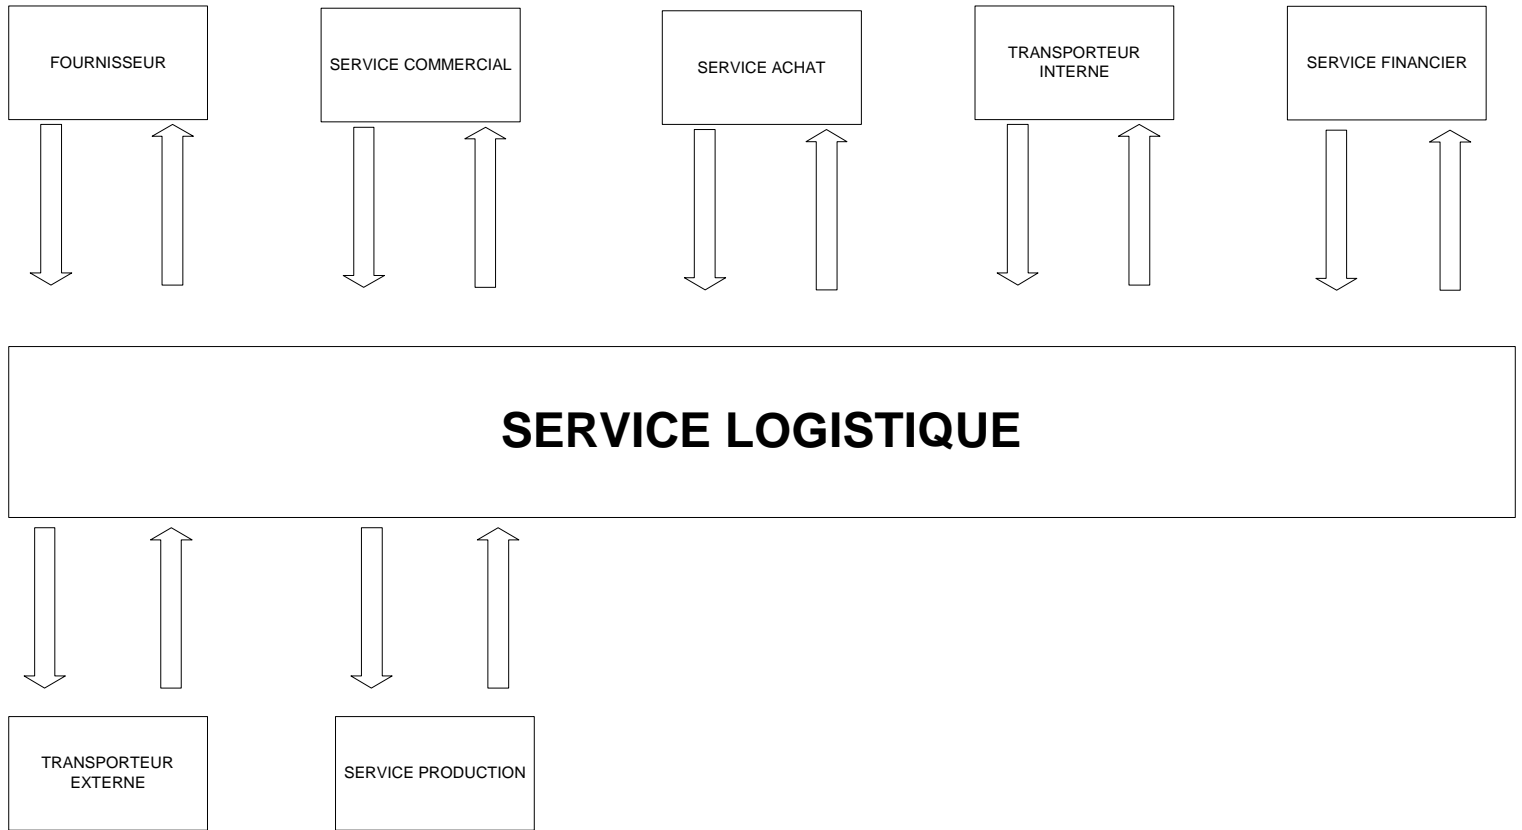 FOURNISSEUR
SERVICE COMMERCIAL
SERVICE ACHAT
TRANSPORTEUR
INTERNE
SERVICE FINANCIER
SERVICE LOGISTIQUE
TRANSPORTEUR
EXTERNE
SERVICE PRODUCTION